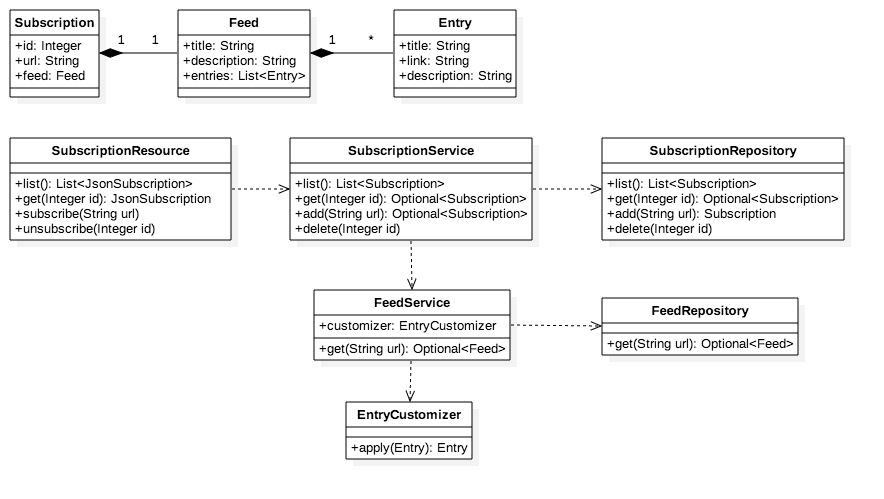 Subscription
+id: Integer
+url: String
+feed: Feed
1
1
Feed
+title: String
+description: String
+entries: List<Entry>
1
*
Entry
+title: String
+link: String
+description: String
SubscriptionResource
+list(): List<JsonSubscription>
+get(Integer id): JsonSubscription
+subscribe(String url)
+unsubscribe(Integer id)
SubscriptionService
+list(): List<Subscription>
+get(Integer id): Optional<Subscription>
+add(String url): Optional<Subscription>
+delete(Integer id)
SubscriptionRepository
+list(): List<Subscription>
+get(Integer id): Optional<Subscription>
+add(String url): Subscription
+delete(Integer id)
FeedService
+customizer: EntryCustomizer
+get(String url): Optional<Feed>
FeedRepository
+get(String url): Optional<Feed>
EntryCustomizer
+apply(Entry): Entry